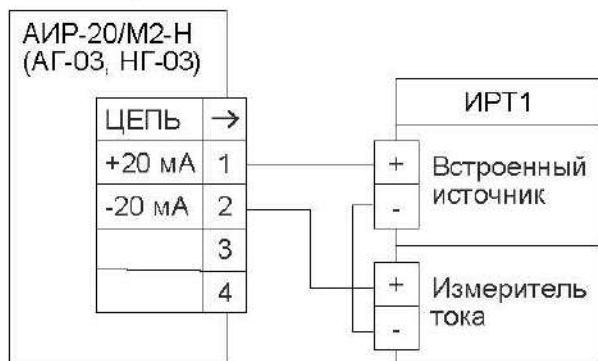 АИР-20/М2-Н
(АГ-03, НГ-03)
ЦЕПЬ →
+20 мА 1
-20 мА 2
3
4
ИРТ1
+ Встроенный
- источник
+ Измеритель
- тока